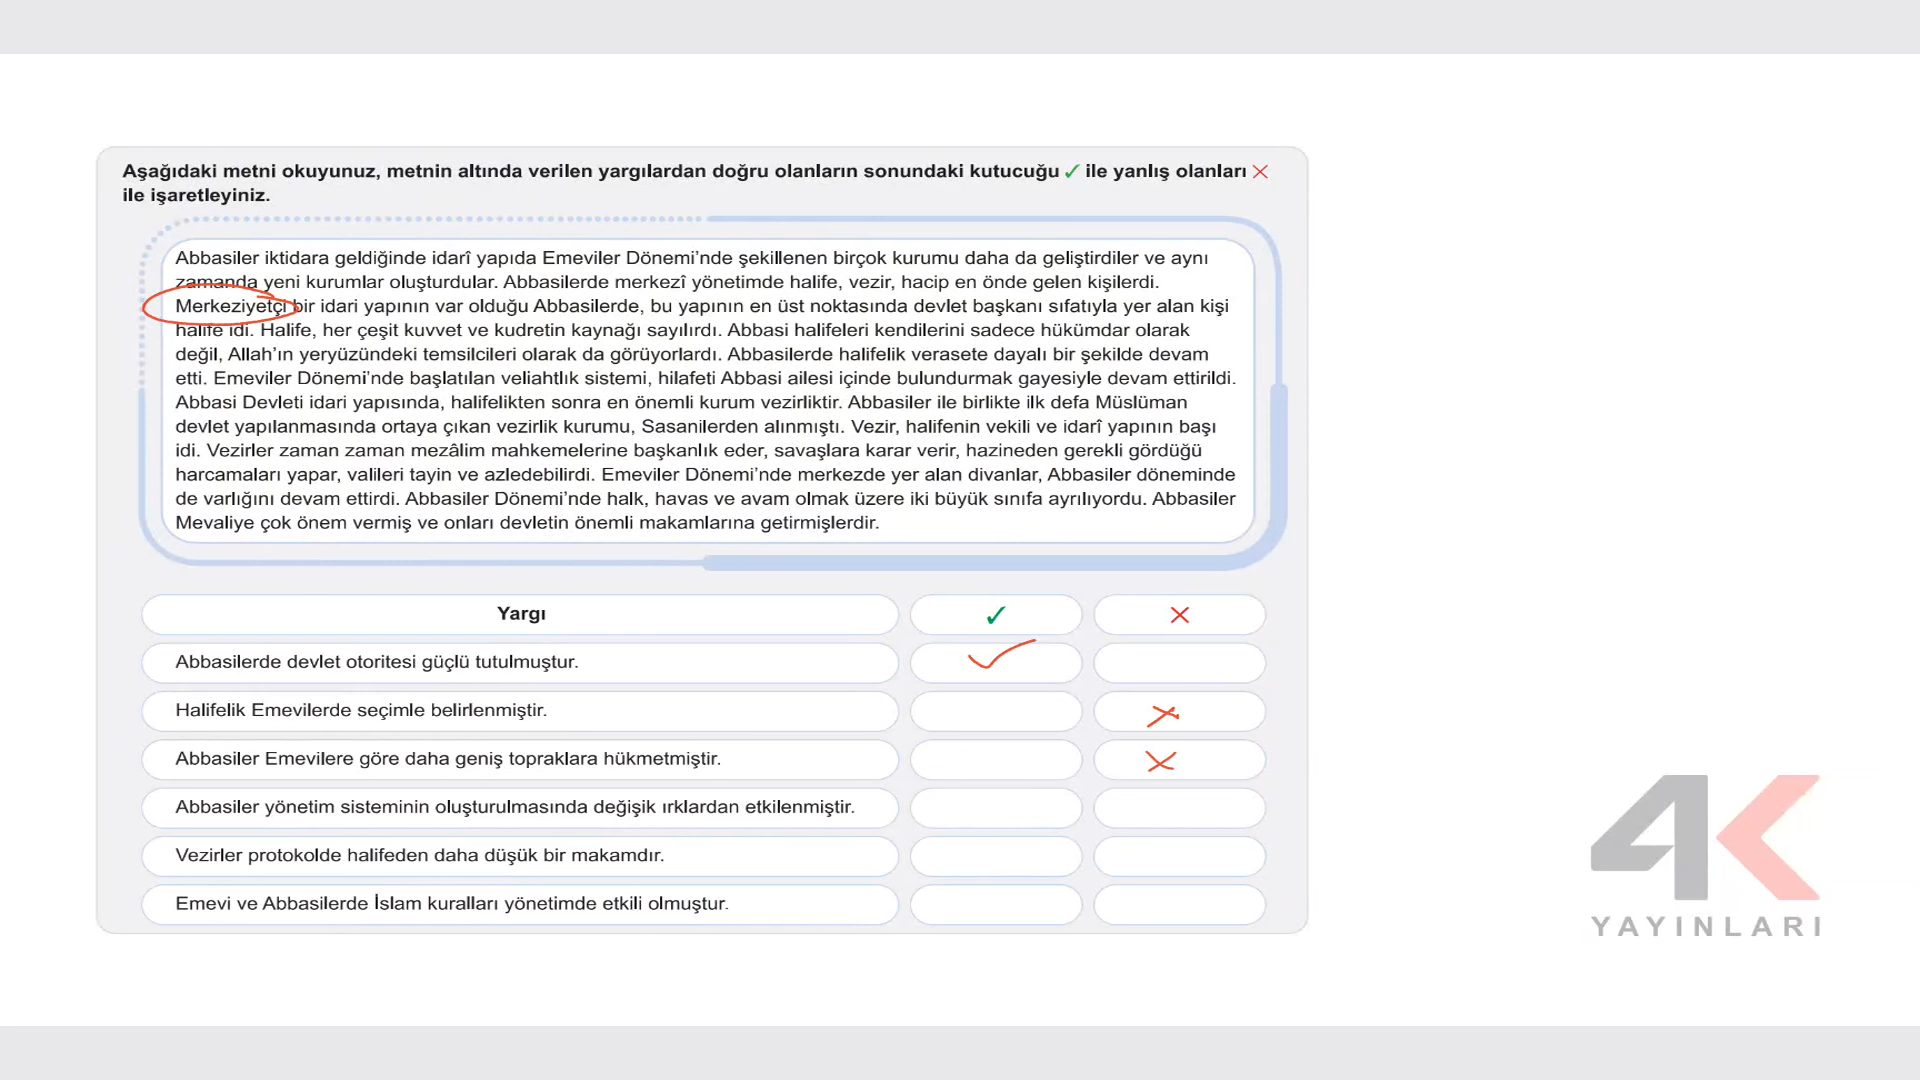 Aşağıdaki metni okuyunuz, metnin altında verilen yargılardan doğru olanların sonundaki kutucuğu ✓ ile yanlış olanları ✕
ile işaretleyiniz.
Abbasiler iktidara geldiğinde idarî yapıda Emeviler Dönemi’nde şekillenen birçok kurumu daha da geliştirdiler ve aynı
zamanda yeni kurumlar oluşturdular. Abbasilerde merkezî yönetimde halife, vezir, hacip en önde gelen kişilerdi.
Merkeziyetçi bir idari yapının var olduğu Abbasilerde, bu yapının en üst noktasında devlet başkanı sıfatıyla yer alan kişi
halife idi. Halife, her çeşit kuvvet ve kudretin kaynağı sayılırdı. Abbasi halifeleri kendilerini sadece hükümdar olarak
değil, Allah’ın yeryüzündeki temsilcileri olarak da görüyorlardı. Abbasilerde halifelik verasete dayalı bir şekilde devam
etti. Emeviler Dönemi’nde başlatılan veliahtlık sistemi, hilafeti Abbasi ailesi içinde bulundurmak gayesiyle devam ettirildi.
Abbasi Devleti idari yapısında, halifelikten sonra en önemli kurum vezirliktir. Abbasiler ile birlikte ilk defa Müslüman
devlet yapılanmasında ortaya çıkan vezirlik kurumu, Sasanilerden alınmıştı. Vezir, halifenin vekili ve idarî yapının başı
idi. Vezirler zaman zaman mezâlim mahkemelerine başkanlık eder, savaşlara karar verir, hazineden gerekli gördüğü
harcamaları yapar, valileri tayin ve azledebilirdi. Emeviler Dönemi’nde merkezde yer alan divanlar, Abbasiler döneminde
de varlığını devam ettirdi. Abbasiler Dönemi’nde halk, havas ve avam olmak üzere iki büyük sınıfa ayrılıyordu. Abbasiler
Mevaliye çok önem vermiş ve onları devletin önemli makamlarına getirmişlerdir.
Yargı ✓ ✕
Abbasilerde devlet otoritesi güçlü tutulmuştur. ✓
Halifelik Emevilerde seçimle belirlenmiştir. ✕
Abbasiler Emevilere göre daha geniş topraklara hükmetmiştir. ✕
Abbasiler yönetim sisteminin oluşturulmasında değişik ırklardan etkilenmiştir.
Vezirler protokolde halifeden daha düşük bir makamdır.
Emevi ve Abbasilerde İslam kuralları yönetimde etkili olmuştur.
4K
YAYINLARI